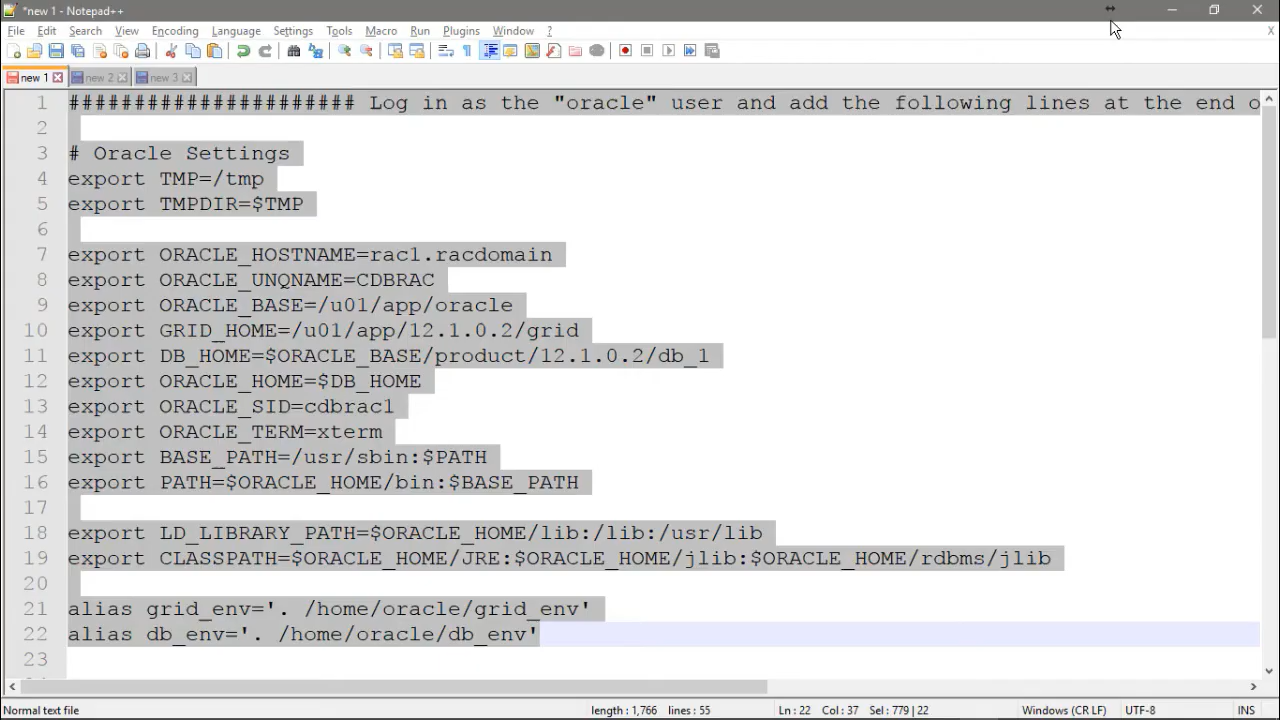 *new 1 - Notepad++
File Edit Search View Encoding Language Settings Tools Macro Run Plugins Window ?
X
new 1 new 2 new 3
1 ###################### Log in as the "oracle" user and add the following lines at the end o
2
3 # Oracle Settings
4 export TMP=/tmp
5 export TMPDIR=$TMP
6
7 export ORACLE_HOSTNAME=rac1.racdomain
8 export ORACLE_UNQNAME=CDBRAC
9 export ORACLE_BASE=/u01/app/oracle
10 export GRID_HOME=/u01/app/12.1.0.2/grid
11 export DB_HOME=$ORACLE_BASE/product/12.1.0.2/db_1
12 export ORACLE_HOME=$DB_HOME
13 export ORACLE_SID=cdbrac1
14 export ORACLE_TERM=xterm
15 export BASE_PATH=/usr/sbin:$PATH
16 export PATH=$ORACLE_HOME/bin:$BASE_PATH
17
18 export LD_LIBRARY_PATH=$ORACLE_HOME/lib:/lib:/usr/lib
19 export CLASSPATH=$ORACLE_HOME/JRE:$ORACLE_HOME/jlib:$ORACLE_HOME/rdbms/jlib
20
21 alias grid_env='. /home/oracle/grid_env'
22 alias db_env='. /home/oracle/db_env'
23
Normal text file length : 1,766 lines : 55 Ln : 22 Col : 37 Sel : 779 | 22 Windows (CR LF) UTF-8 INS